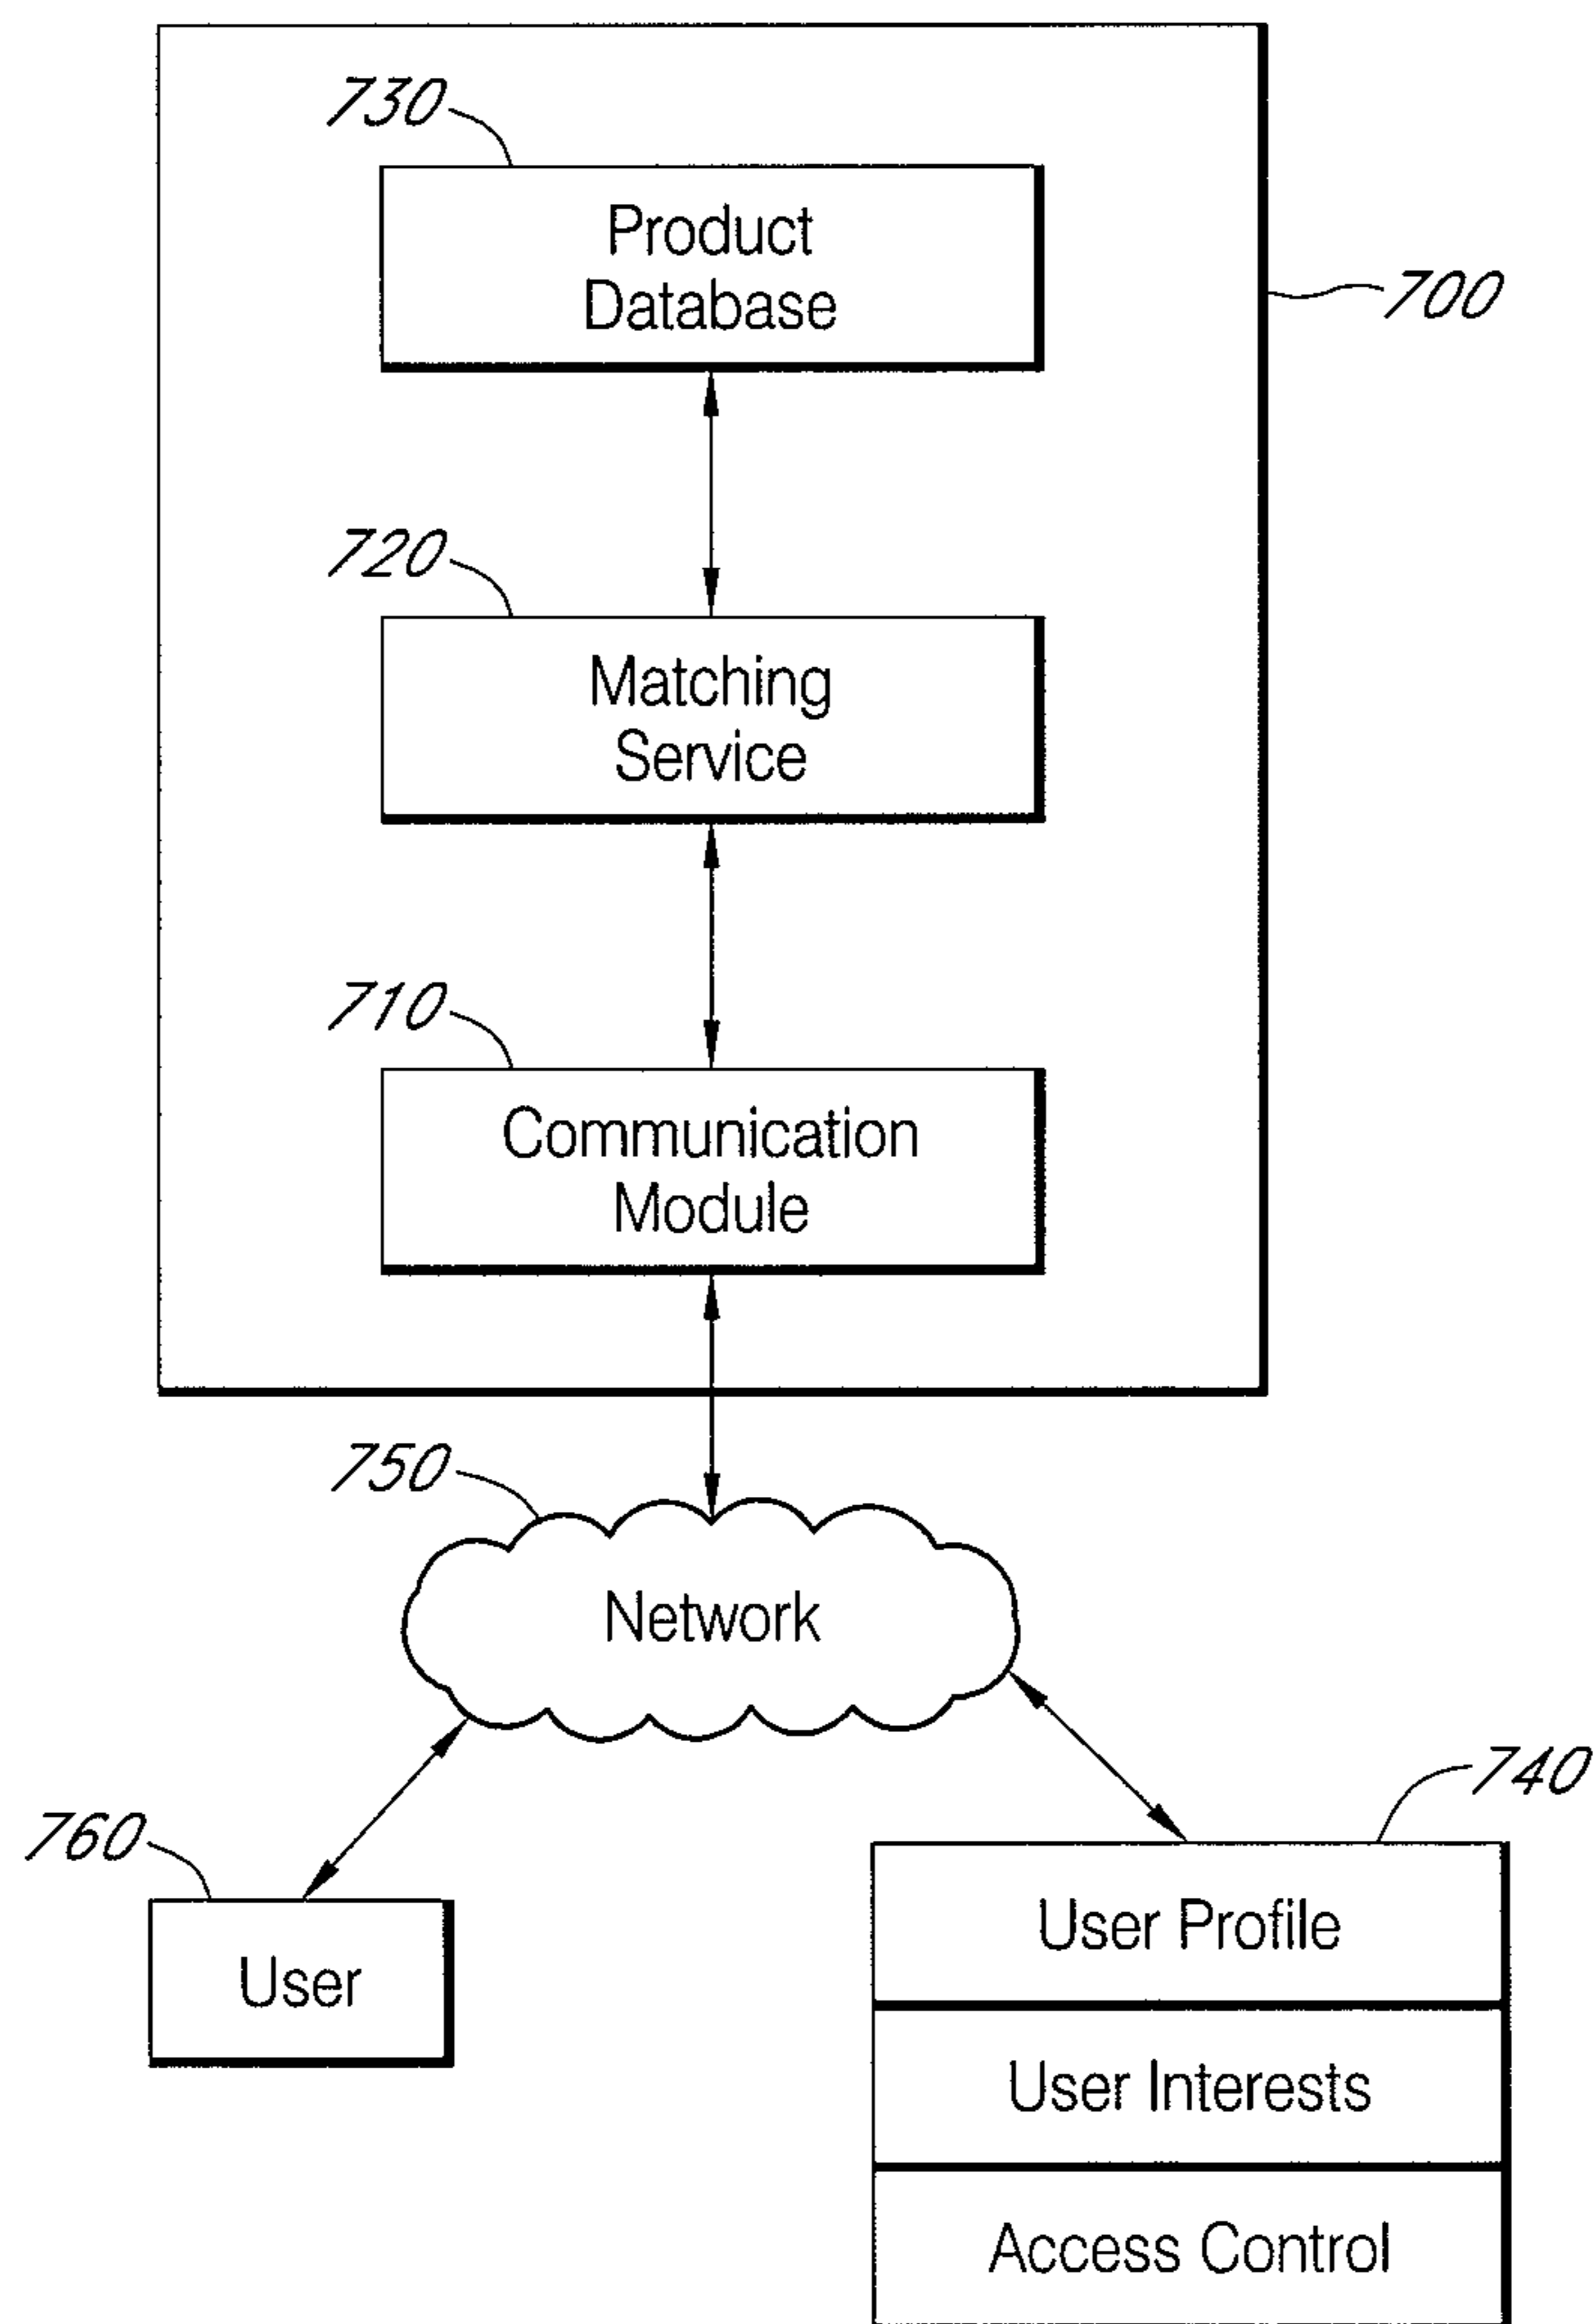 730
Product
Database
700
720
Matching
Service
710
Communication
Module
750
Network
740
760
User Profile
User
User Interests
Access Control